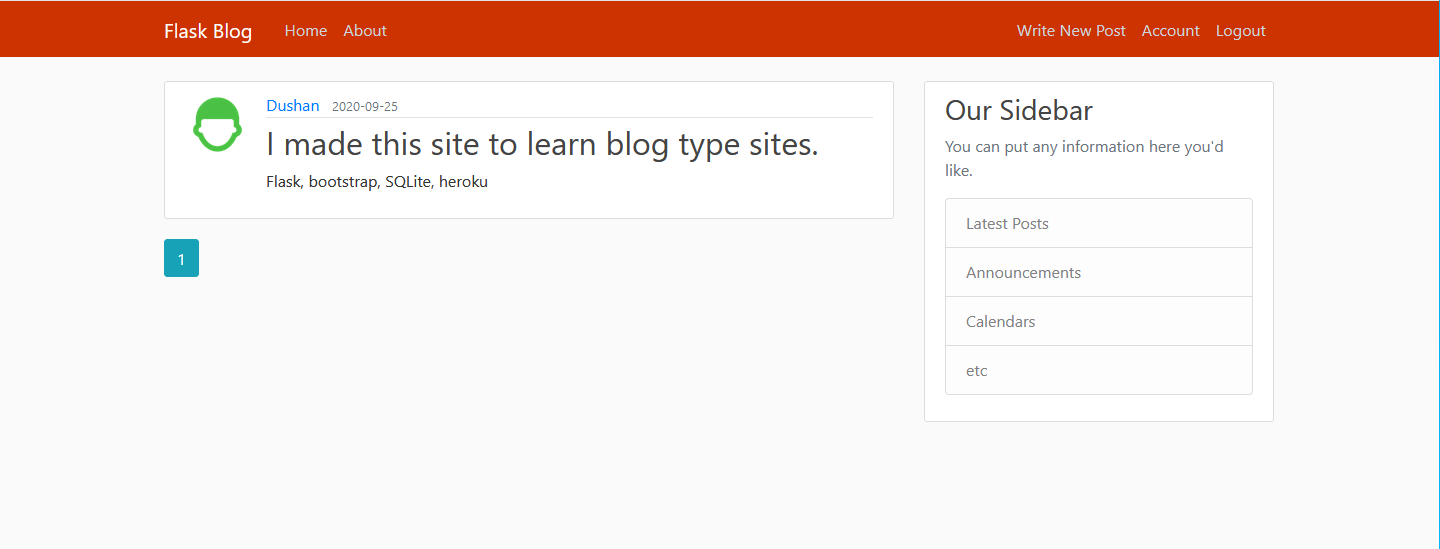 Flask Blog Home About Write New Post Account Logout
Dushan 2020-09-25
I made this site to learn blog type sites.
Flask, bootstrap, SQLite, heroku
1
Our Sidebar
You can put any information here you'd
like.
Latest Posts
Announcements
Calendars
etc